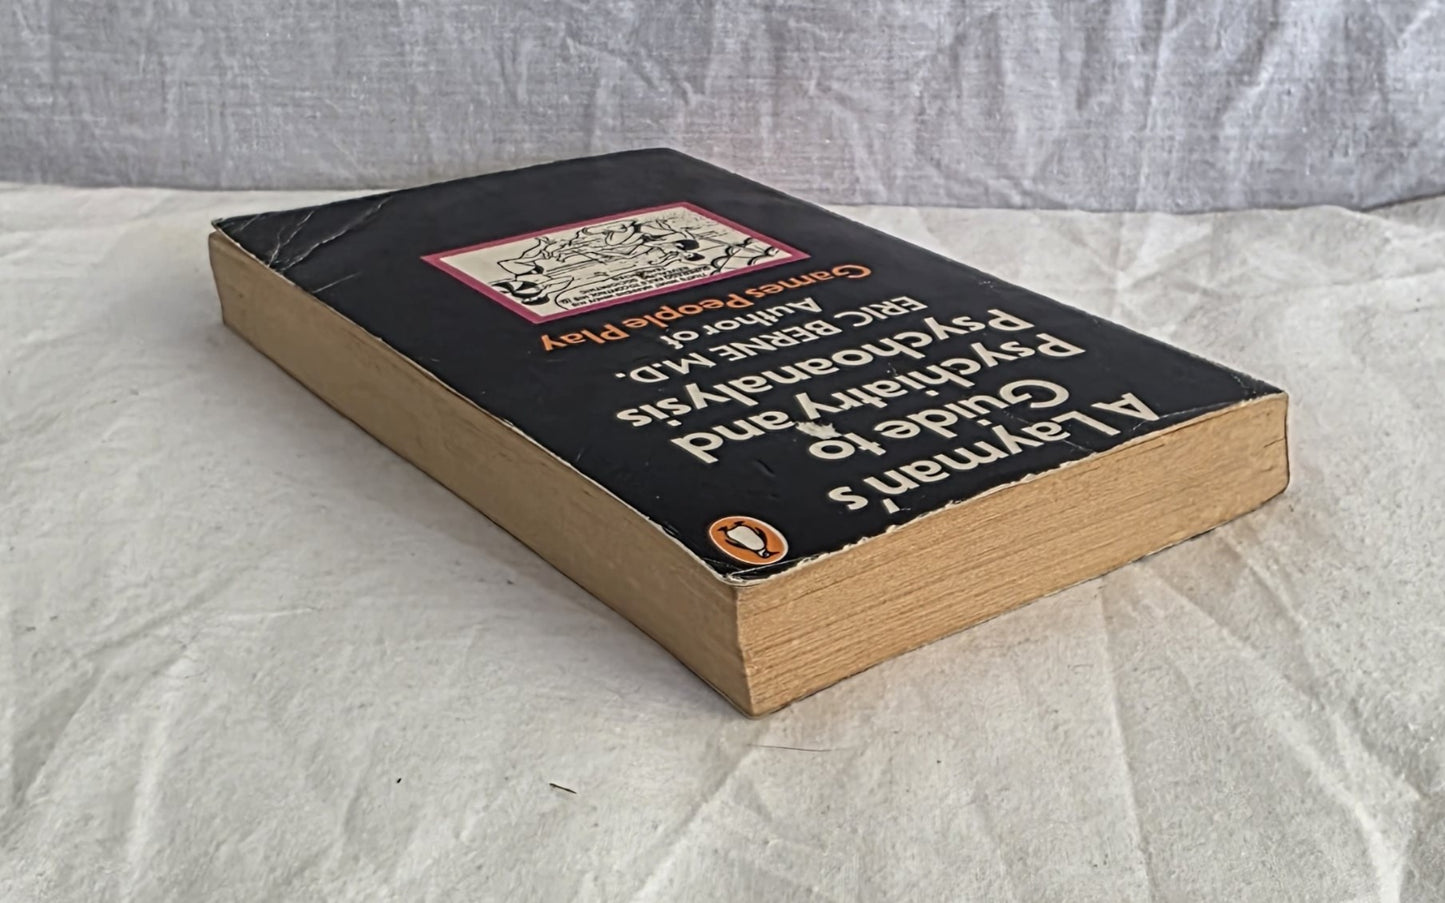 A Layman's
Guide to
Psychiatry and
Psychoanalysis
ERIC BERNE M.D.
Author of
Games People Play